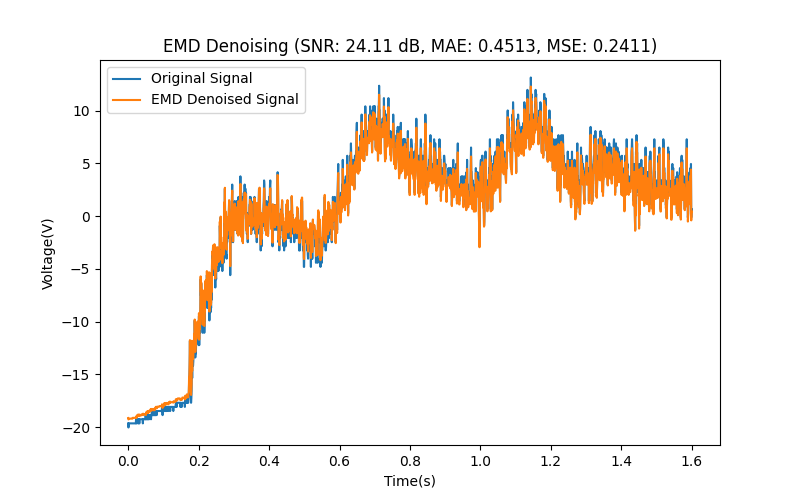 EMD Denoising (SNR: 24.11 dB, MAE: 0.4513, MSE: 0.2411)
Original Signal
EMD Denoised Signal
Voltage(V)
10
5
0
−5
−10
−15
−20
0.0 0.2 0.4 0.6 0.8 1.0 1.2 1.4 1.6
Time(s)